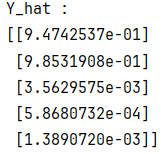 Y_hat :
[[9.4742537e-01]
[9.8531908e-01]
[3.5629575e-03]
[5.8680732e-04]
[1.3890720e-03]]